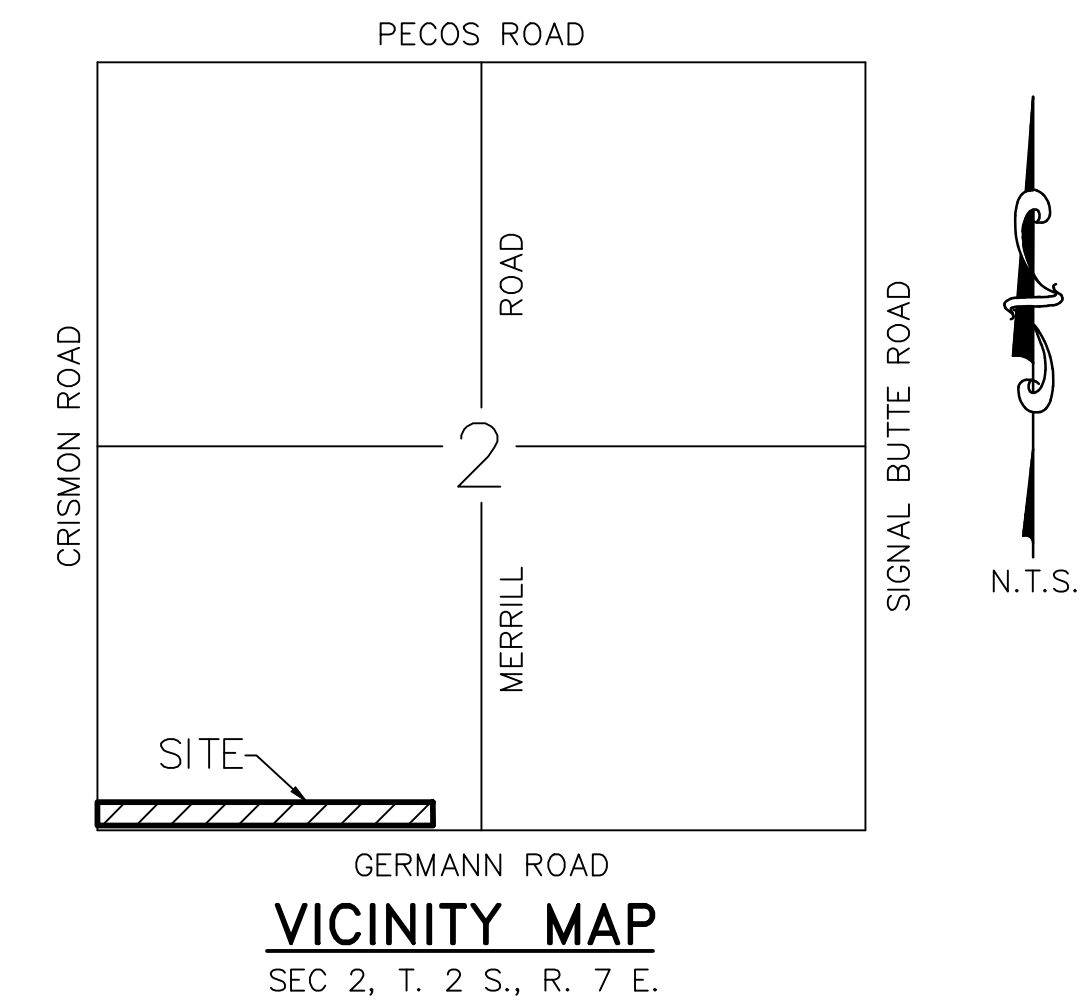 PECOS ROAD
CRISMON ROAD
MERRILL ROAD
SIGNAL BUTTE ROAD
2
N.T.S.
SITE
GERMANN ROAD
VICINITY MAP
SEC 2, T. 2 S., R. 7 E.